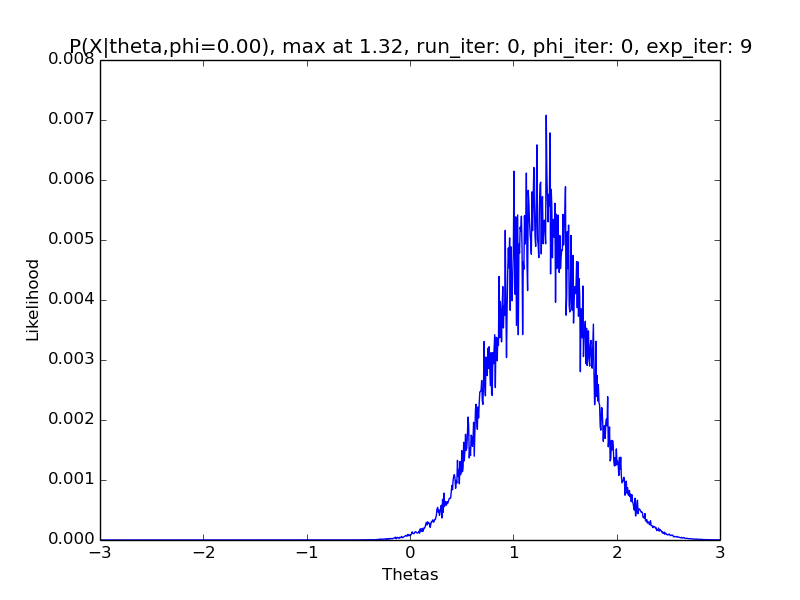 P(X|theta,phi=0.00), max at 1.32, run_iter: 0, phi_iter: 0, exp_iter: 9
0.008
0.007
0.006
0.005
0.004
0.003
0.002
0.001
0.000
Likelihood
−3 −2 −1 0 1 2 3
Thetas